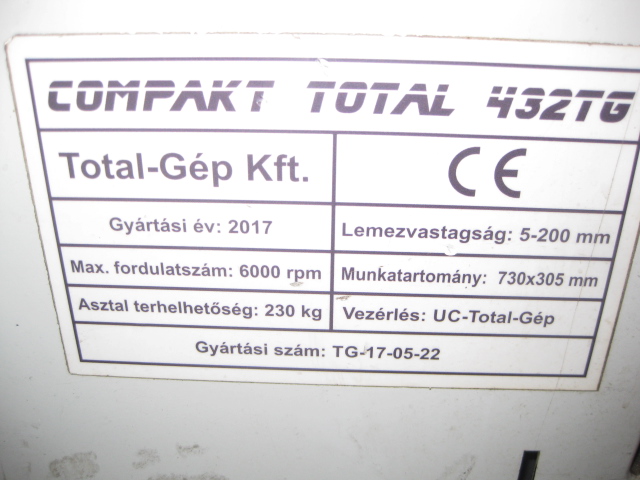 COMPAKT TOTAL 432TG
Total-Gép Kft.
CE
Gyártási év: 2017
Lemezvastagság: 5-200 mm
Max. fordulatszám: 6000 rpm
Munkatartomány: 730x305 mm
Asztal terhelhetőség: 230 kg
Vezérlés: UC-Total-Gép
Gyártási szám: TG-17-05-22